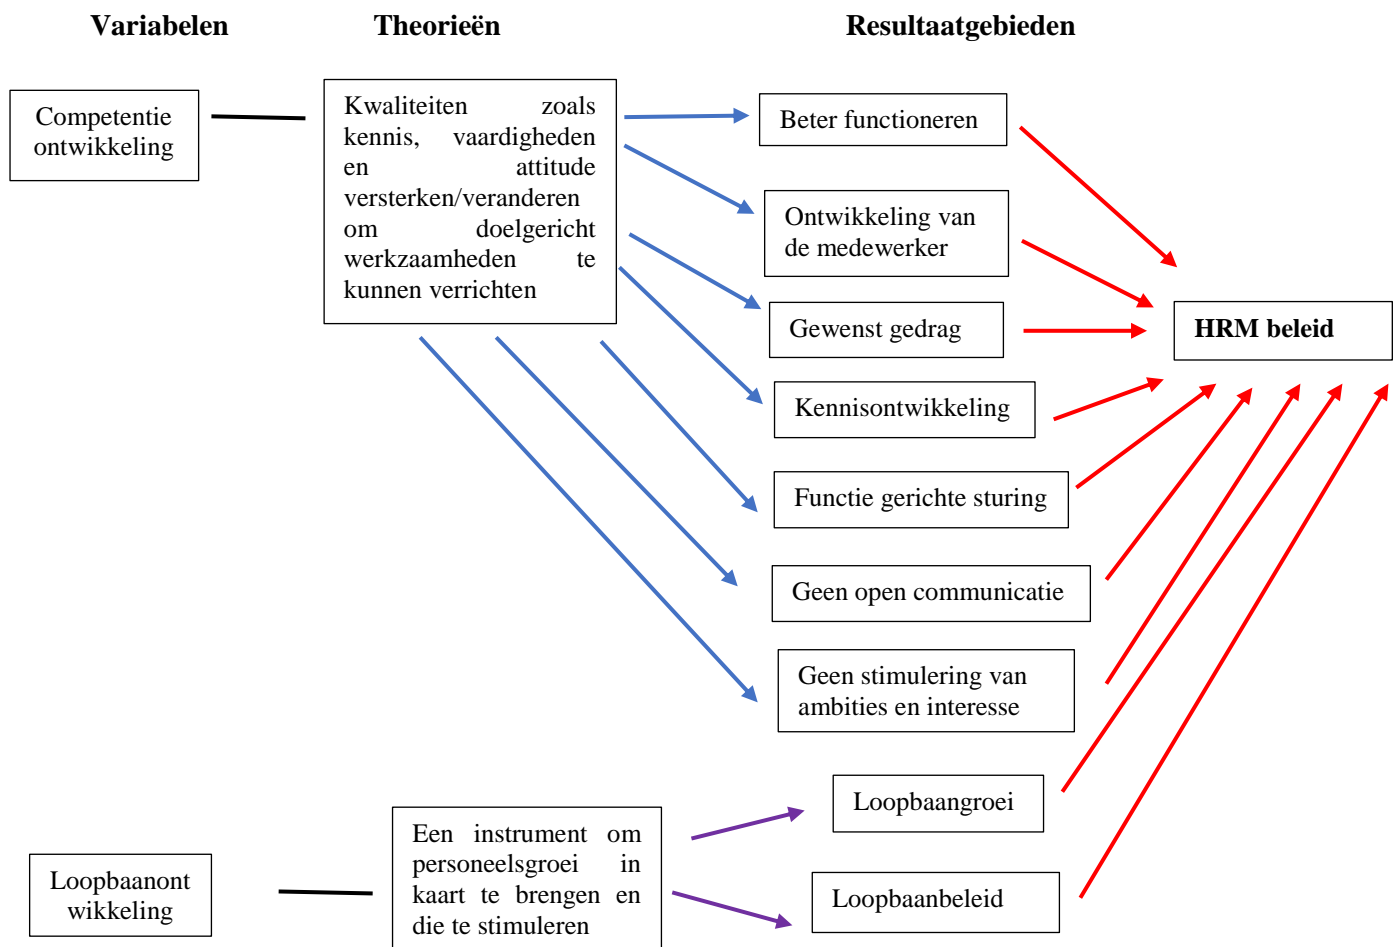 Variabelen
Theorieën
Resultaatgebieden
Competentie
ontwikkeling
Kwaliteiten zoals
kennis, vaardigheden
en attitude
versterken/veranderen
om doelgericht
werkzaamheden te
kunnen verrichten
Beter functioneren
Ontwikkeling van
de medewerker
Gewenst gedrag
HRM beleid
Kennisontwikkeling
Functie gerichte sturing
Geen open communicatie
Geen stimulering van
ambities en interesse
Loopbaanont
wikkeling
Een instrument om
personeelsgroei in
kaart te brengen en
die te stimuleren
Loopbaangroei
Loopbaanbeleid